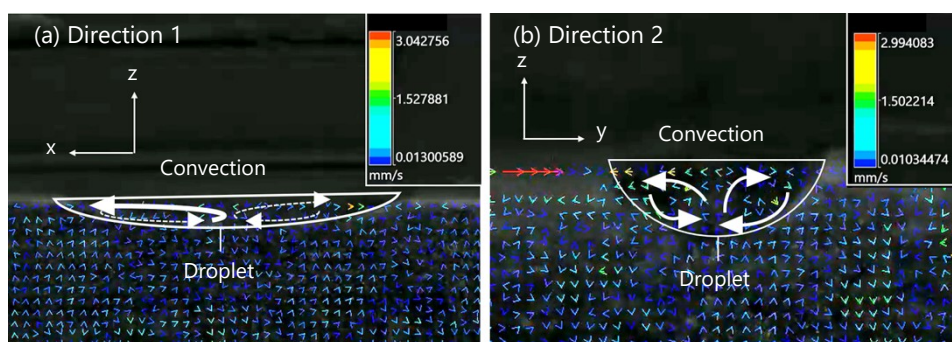 (a) Direction 1
3.042756
1.527881
0.01300589
mm/s
z
x
Convection
Droplet
(b) Direction 2
2.994083
1.502214
0.01034474
mm/s
z
y
Convection
Droplet